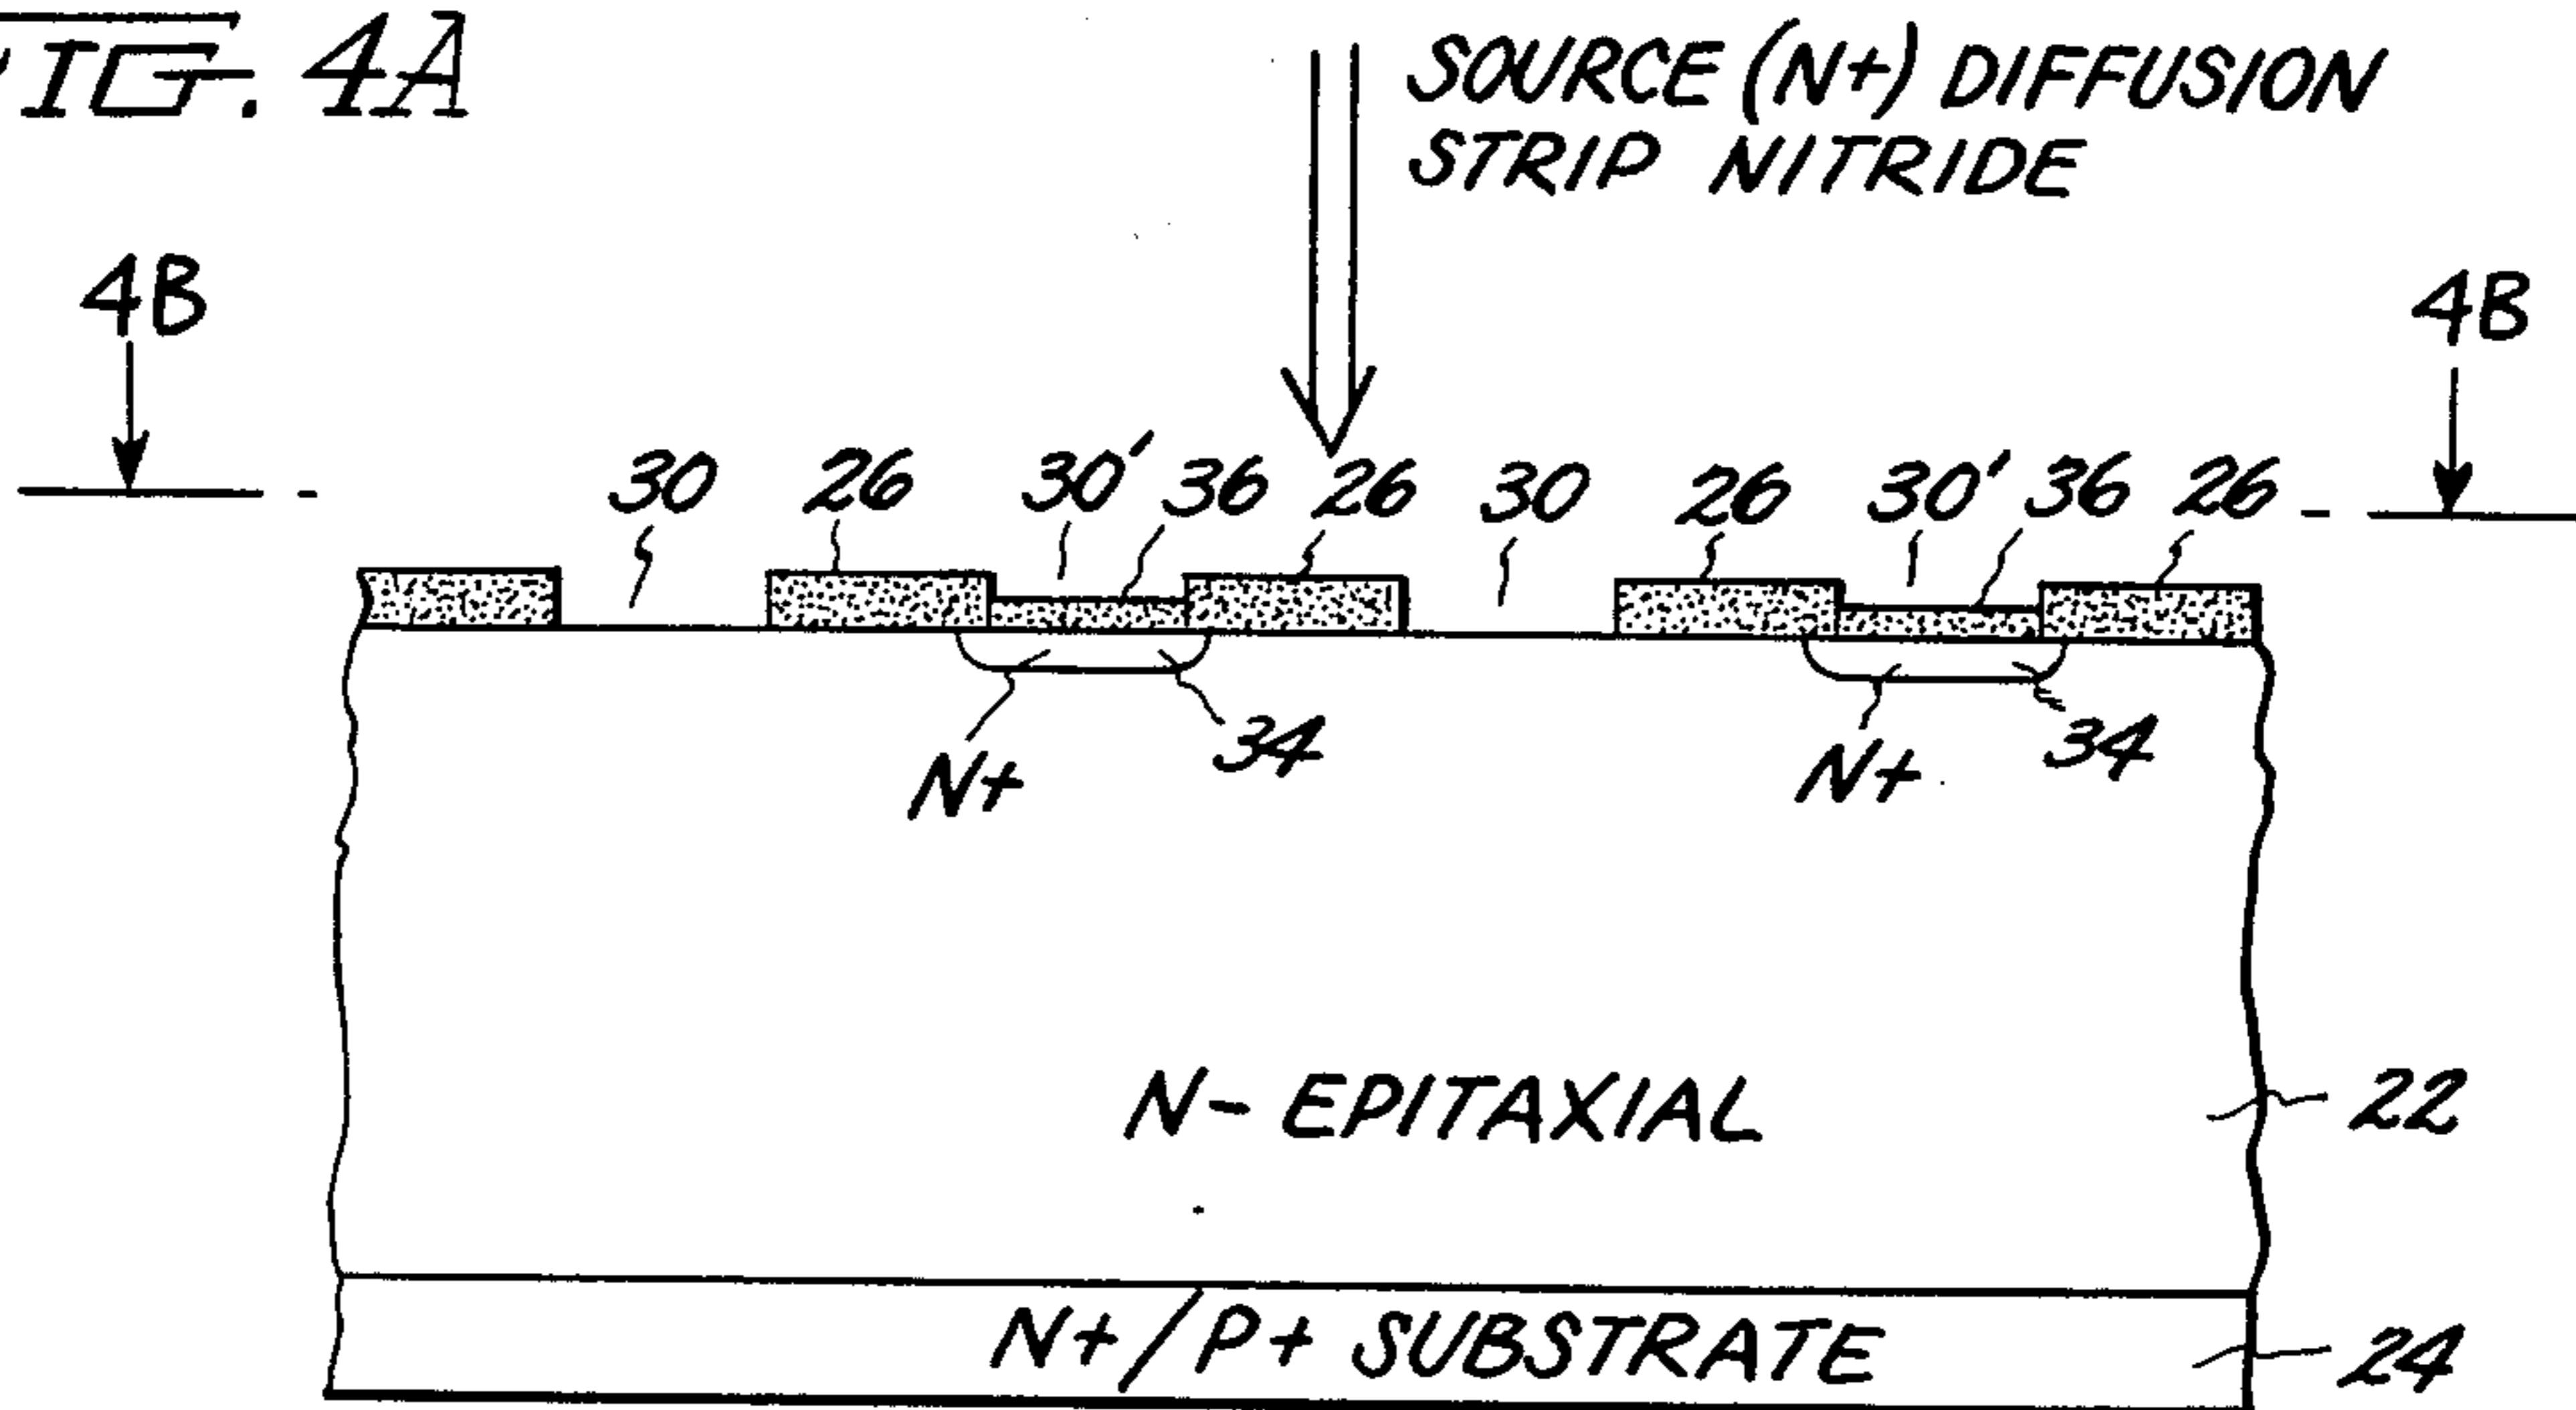 FIG. 4A
SOURCE (N+) DIFFUSION
STRIP NITRIDE
4B 4B
30 26 30' 36 26 30 26 30' 36 26
N+ 34 N+ 34
N- EPITAXIAL 22
N+/P+ SUBSTRATE 24